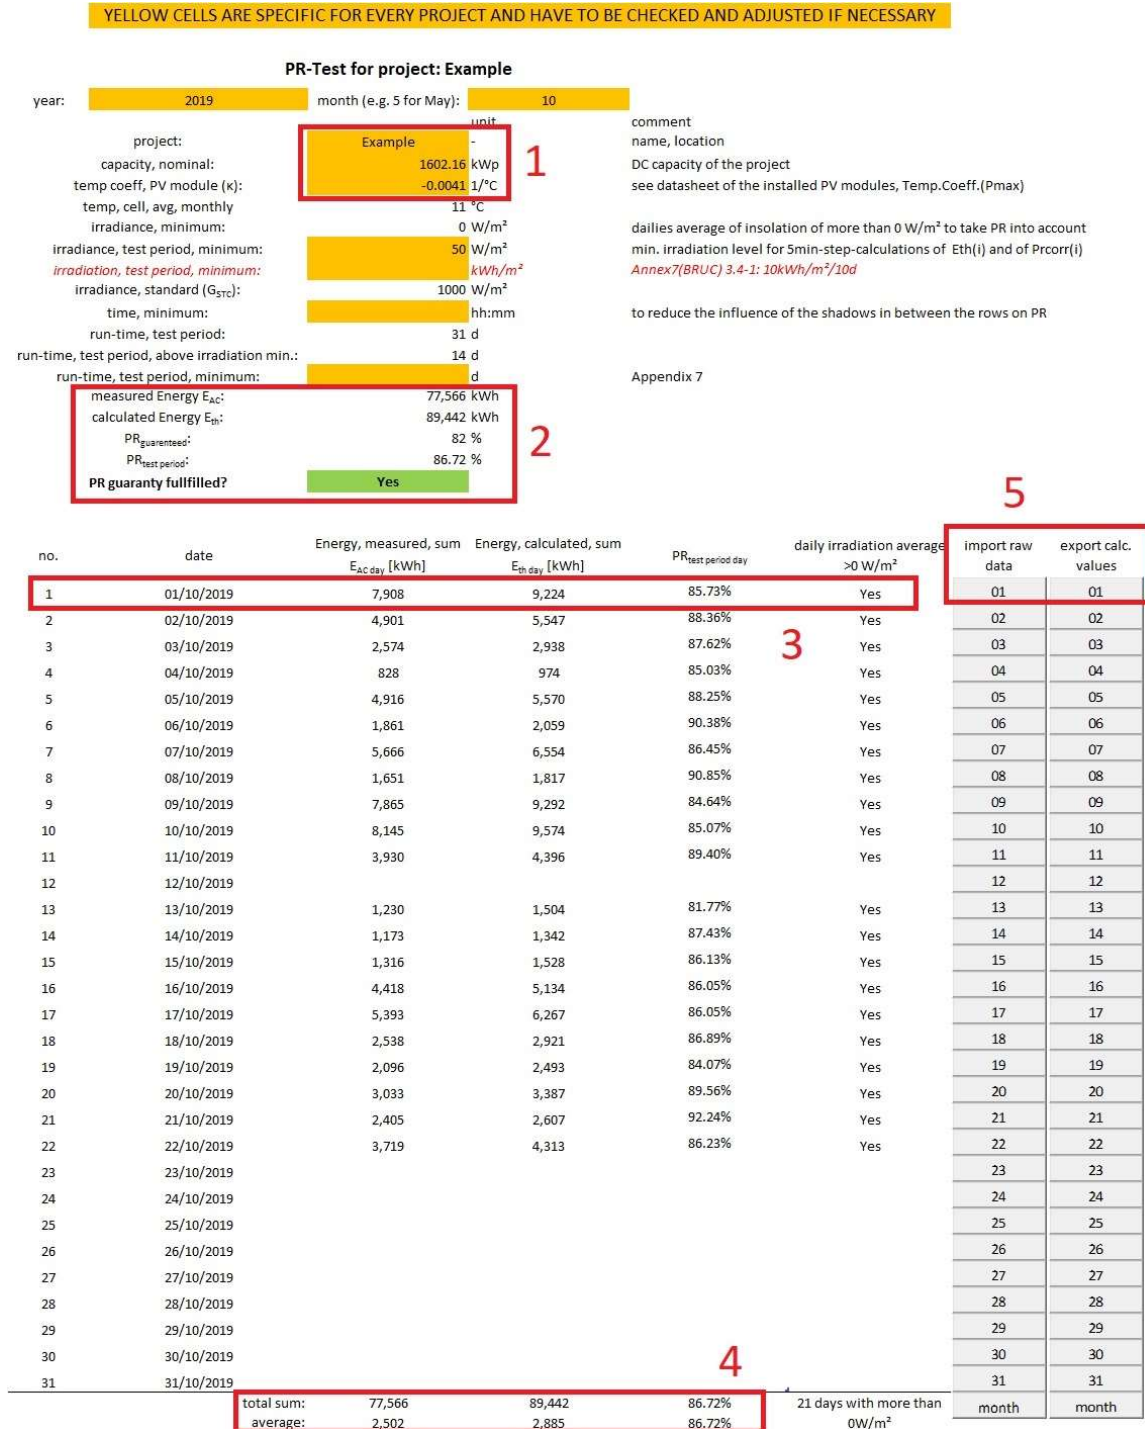 YELLOW CELLS ARE SPECIFIC FOR EVERY PROJECT AND HAVE TO BE CHECKED AND ADJUSTED IF NECESSARY
PR-Test for project: Example
year: 2019 month (e.g. 5 for May): 10
unit comment
project: Example - name, location
capacity, nominal: 1602.16 kWp DC capacity of the project
1
temp coeff, PV module (κ): -0.0041 1/°C see datasheet of the installed PV modules, Temp.Coeff.(Pmax)
temp, cell, avg, monthly 11 °C
irradiance, minimum: 0 W/m² dailies average of insolation of more than 0 W/m² to take PR into account
irradiance, test period, minimum: 50 W/m² min. irradiation level for 5min-step-calculations of Eth(i) and of Prcorr(i)
irradiation, test period, minimum: kWh/m² Annex7(BRUC) 3.4-1: 10kWh/m²/10d
irradiance, standard (GSTC): 1000 W/m²
time, minimum: hh:mm to reduce the influence of the shadows in between the rows on PR
run-time, test period: 31 d
run-time, test period, above irradiation min.: 14 d
run-time, test period, minimum: d Appendix 7
measured Energy EAC: 77,566 kWh
calculated Energy Eth: 89,442 kWh
2
PRguarenteed: 82 %
PRtest period: 86.72 %
PR guaranty fullfilled? Yes
5
no. date Energy, measured, sum EAC day [kWh] Energy, calculated, sum Eth day [kWh] PRtest period day daily irradiation average >0 W/m² import raw data export calc. values
1 01/10/2019 7,908 9,224 85.73% Yes 01 01
2 02/10/2019 4,901 5,547 88.36% Yes 02 02
3 03/10/2019 2,574 2,938 87.62% 3 Yes 03 03
4 04/10/2019 828 974 85.03% Yes 04 04
5 05/10/2019 4,916 5,570 88.25% Yes 05 05
6 06/10/2019 1,861 2,059 90.38% Yes 06 06
7 07/10/2019 5,666 6,554 86.45% Yes 07 07
8 08/10/2019 1,651 1,817 90.85% Yes 08 08
9 09/10/2019 7,865 9,292 84.64% Yes 09 09
10 10/10/2019 8,145 9,574 85.07% Yes 10 10
11 11/10/2019 3,930 4,396 89.40% Yes 11 11
12 12/10/2019 12 12
13 13/10/2019 1,230 1,504 81.77% Yes 13 13
14 14/10/2019 1,173 1,342 87.43% Yes 14 14
15 15/10/2019 1,316 1,528 86.13% Yes 15 15
16 16/10/2019 4,418 5,134 86.05% Yes 16 16
17 17/10/2019 5,393 6,267 86.05% Yes 17 17
18 18/10/2019 2,538 2,921 86.89% Yes 18 18
19 19/10/2019 2,096 2,493 84.07% Yes 19 19
20 20/10/2019 3,033 3,387 89.56% Yes 20 20
21 21/10/2019 2,405 2,607 92.24% Yes 21 21
22 22/10/2019 3,719 4,313 86.23% Yes 22 22
23 23/10/2019 23 23
24 24/10/2019 24 24
25 25/10/2019 25 25
26 26/10/2019 26 26
27 27/10/2019 27 27
28 28/10/2019 28 28
29 29/10/2019 29 29
30 30/10/2019 4 30 30
31 31/10/2019 31 31
total sum: 77,566 89,442 86.72% 21 days with more than 0W/m² month month
average: 2,502 2,885 86.72%